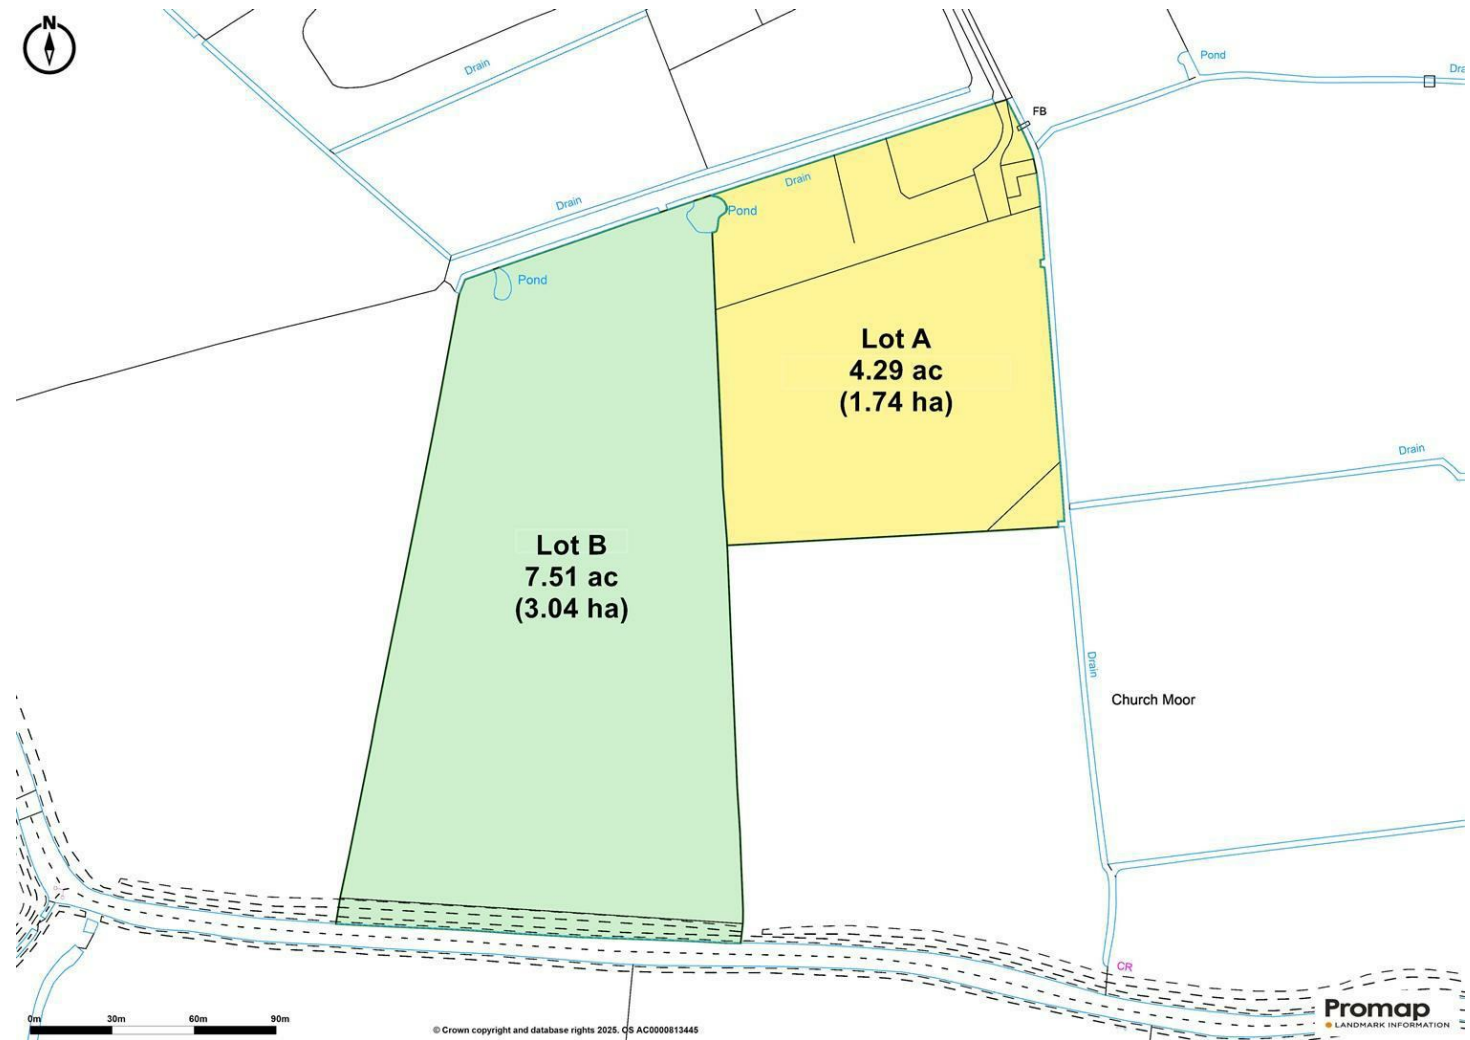 N
Drain
Pond
Dra
FB
Drain
Drain
Pond
Pond
Lot A
4.29 ac
(1.74 ha)
Drain
Lot B
7.51 ac
(3.04 ha)
Drain
Church Moor
CR
0m 30m 60m 90m
© Crown copyright and database rights 2025. OS AC0000813445
Promap
LANDMARK INFORMATION